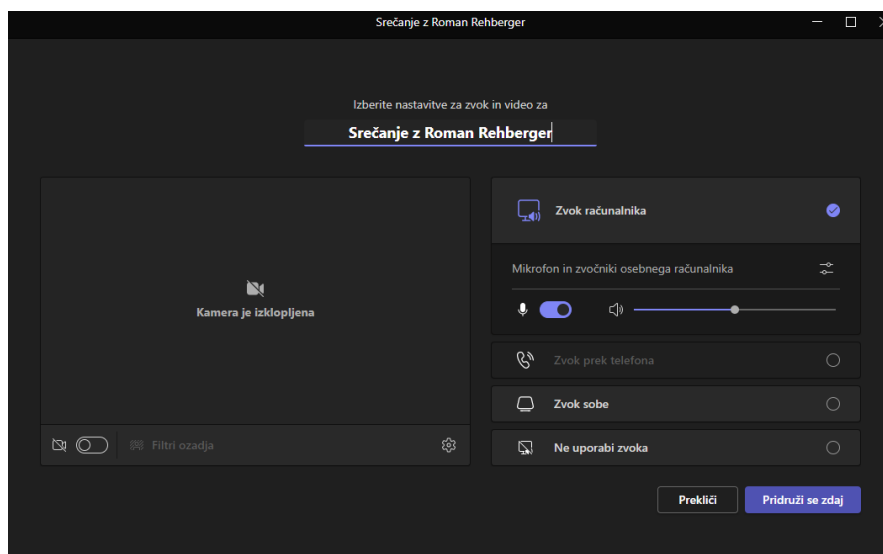 Srečanje z Roman Rehberger
Izberite nastavitve za zvok in video za
Srečanje z Roman Rehberger
Kamera je izklopljena
Filtri ozadja
Zvok računalnika
Mikrofon in zvočniki osebnega računalnika
Zvok prek telefona
Zvok sobe
Ne uporabi zvoka
Prekliči
Pridruži se zdaj